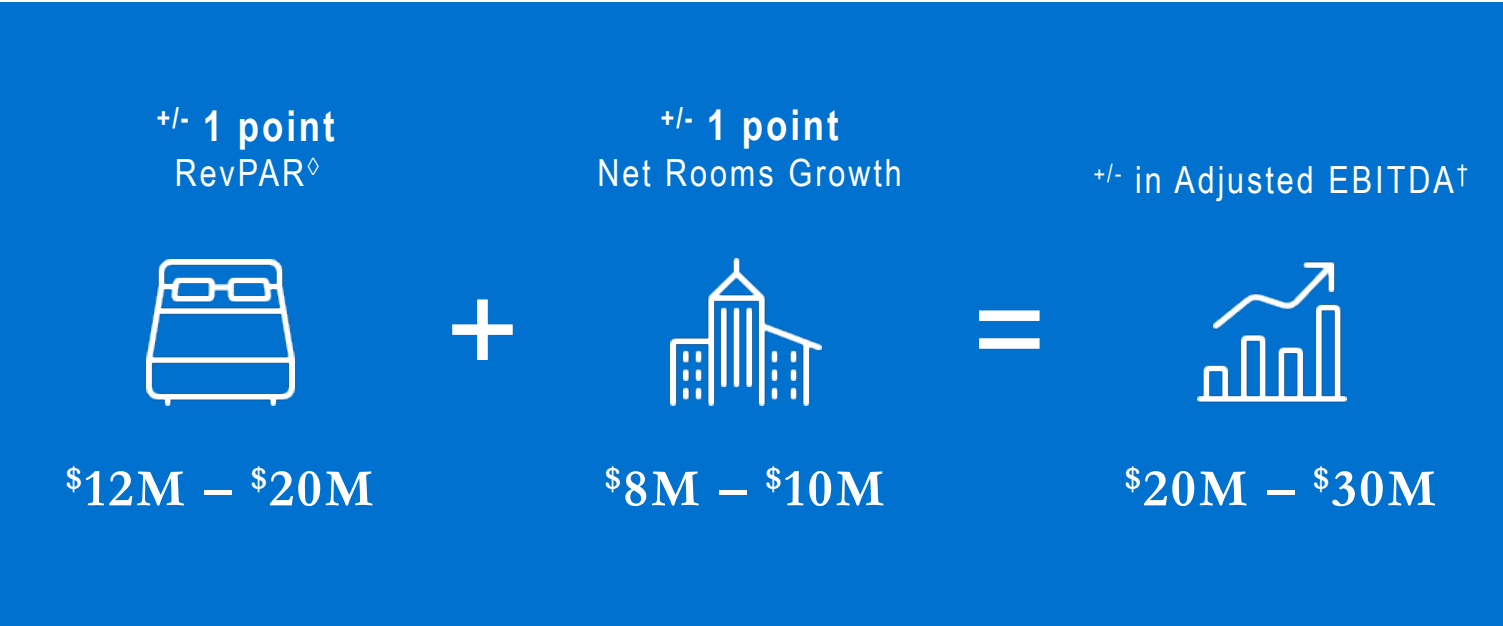 +/- 1 point
RevPAR◊
+/- 1 point
Net Rooms Growth
+/- in Adjusted EBITDA†
+
=
$12M – $20M
$8M – $10M
$20M – $30M